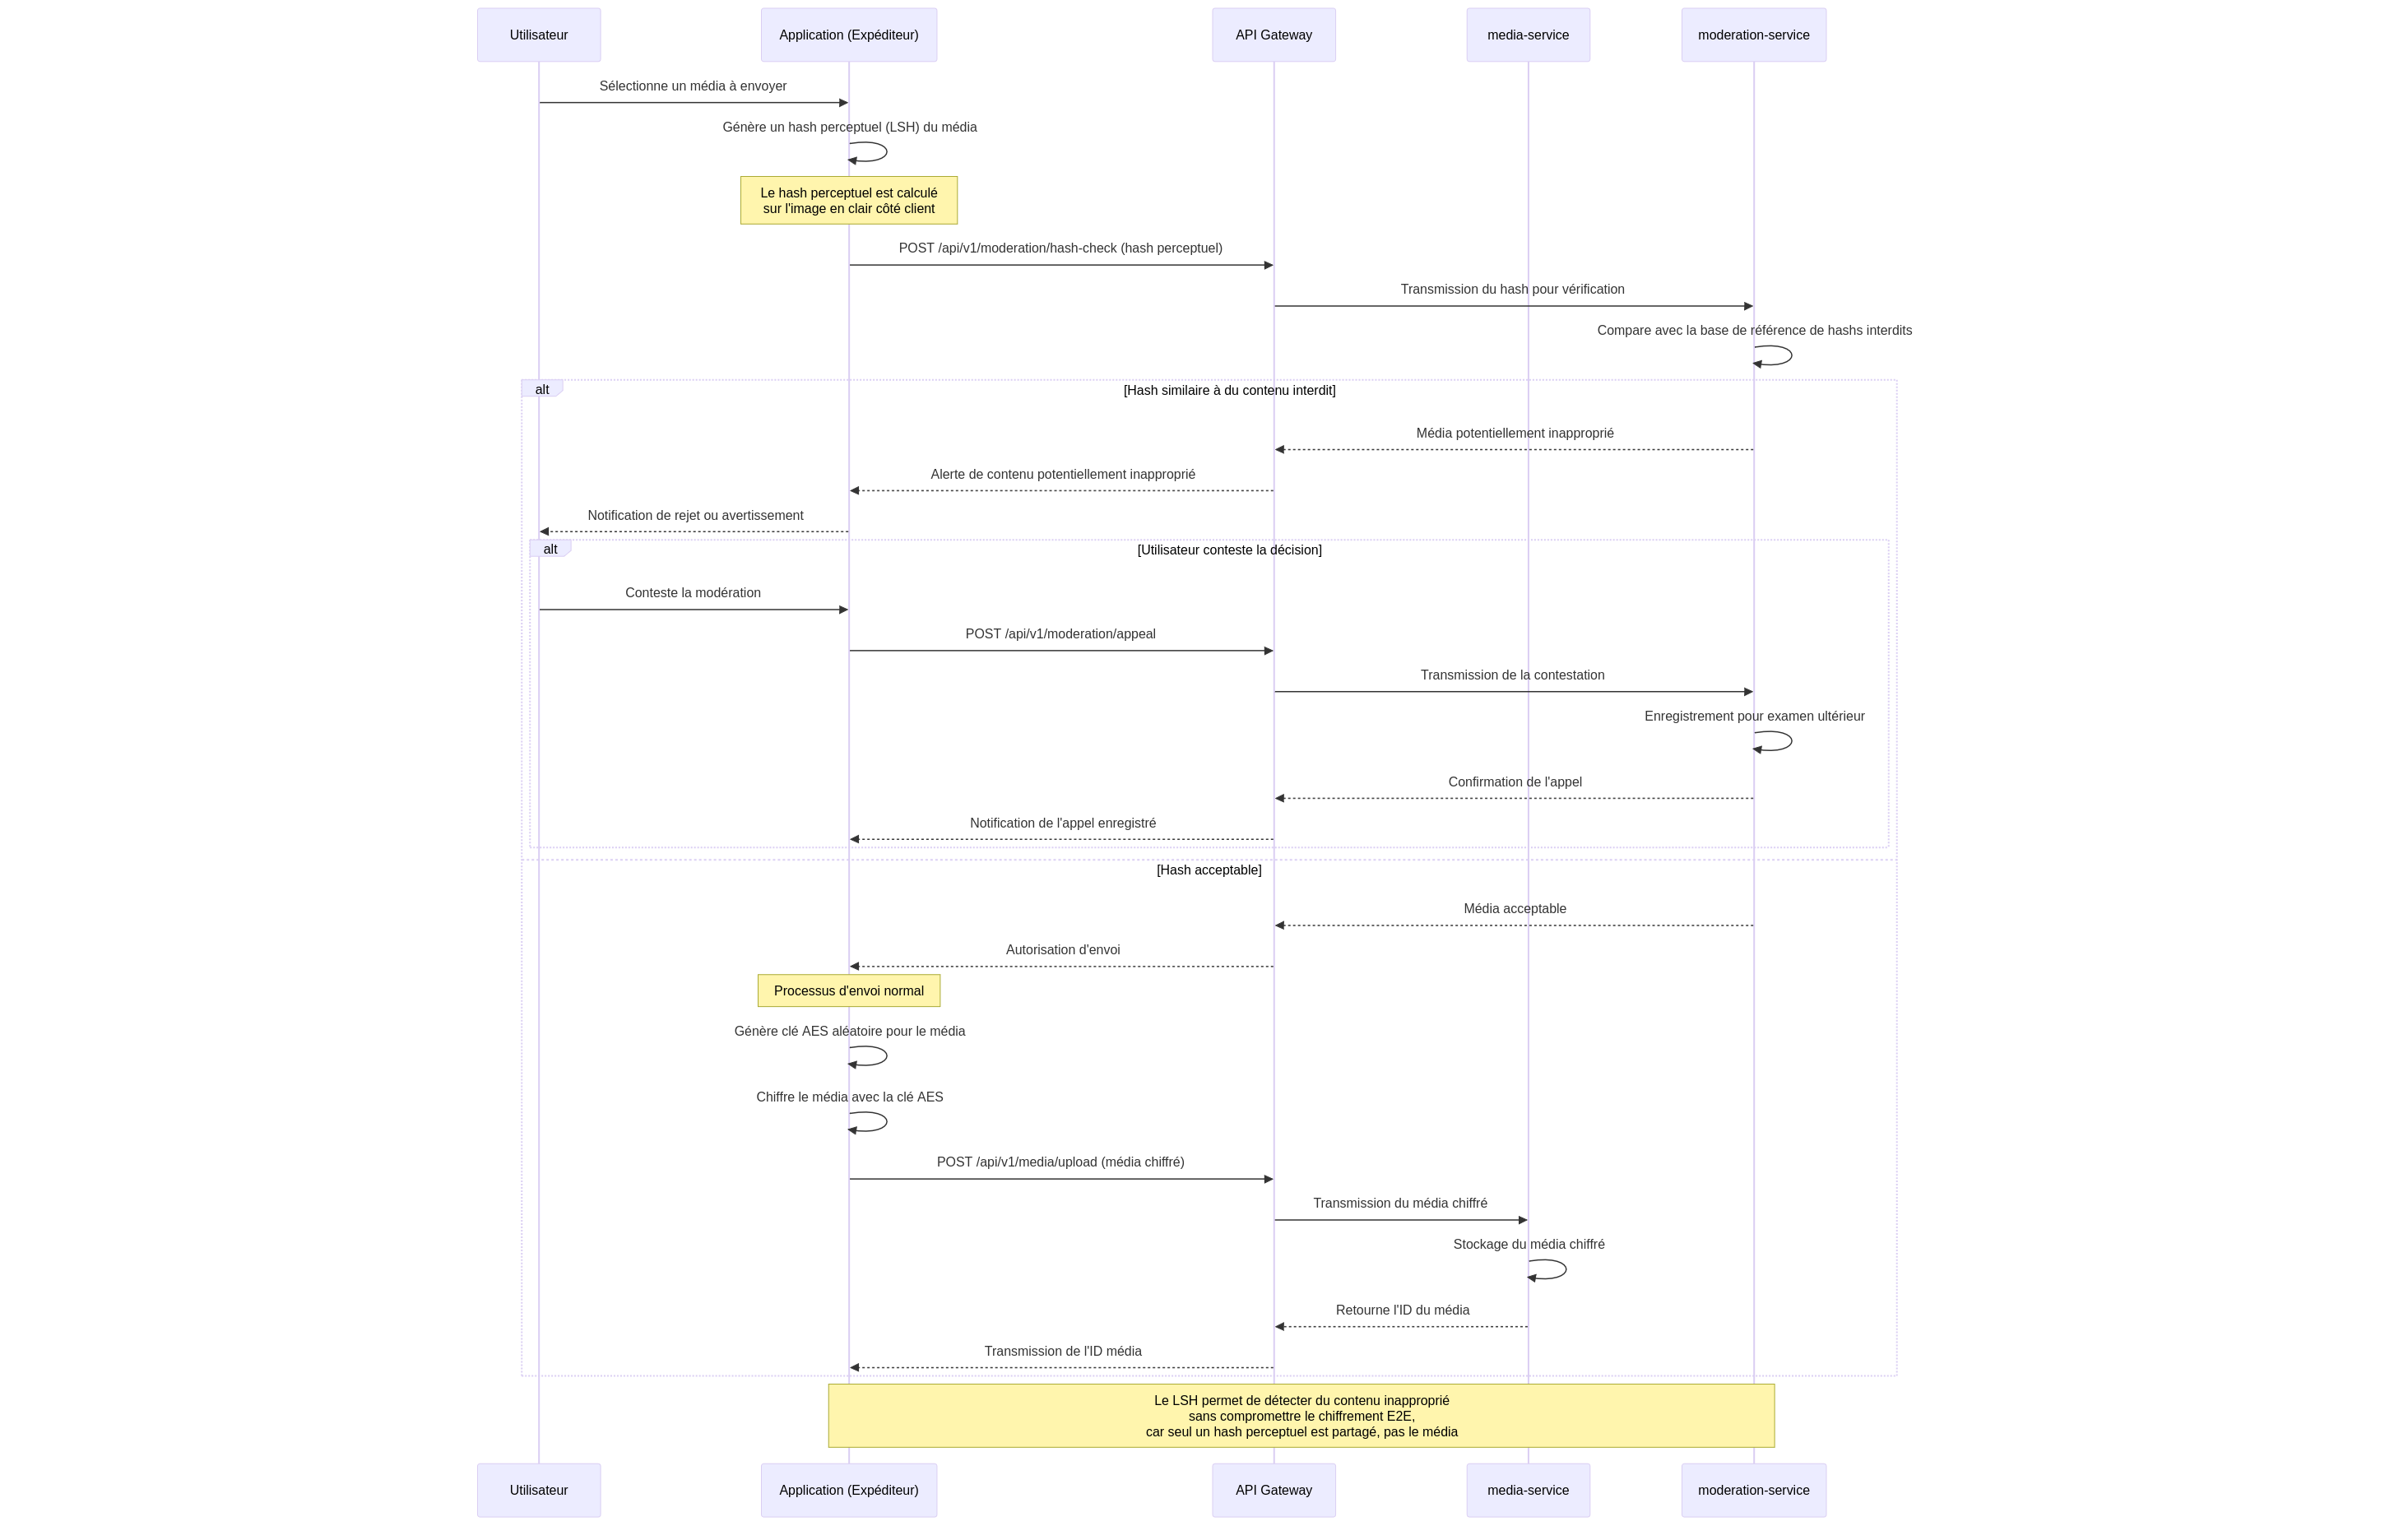 Utilisateur
Application (Expéditeur)
API Gateway
media-service
moderation-service
Sélectionne un média à envoyer
Génère un hash perceptuel (LSH) du média
Le hash perceptuel est calculé
sur l'image en clair côté client
POST /api/v1/moderation/hash-check (hash perceptuel)
Transmission du hash pour vérification
Compare avec la base de référence de hashs interdits
alt
[Hash similaire à du contenu interdit]
Média potentiellement inapproprié
Alerte de contenu potentiellement inapproprié
Notification de rejet ou avertissement
alt
[Utilisateur conteste la décision]
Conteste la modération
POST /api/v1/moderation/appeal
Transmission de la contestation
Enregistrement pour examen ultérieur
Confirmation de l'appel
Notification de l'appel enregistré
[Hash acceptable]
Média acceptable
Autorisation d'envoi
Processus d'envoi normal
Génère clé AES aléatoire pour le média
Chiffre le média avec la clé AES
POST /api/v1/media/upload (média chiffré)
Transmission du média chiffré
Stockage du média chiffré
Retourne l'ID du média
Transmission de l'ID média
Le LSH permet de détecter du contenu inapproprié
sans compromettre le chiffrement E2E,
car seul un hash perceptuel est partagé, pas le média
Utilisateur
Application (Expéditeur)
API Gateway
media-service
moderation-service